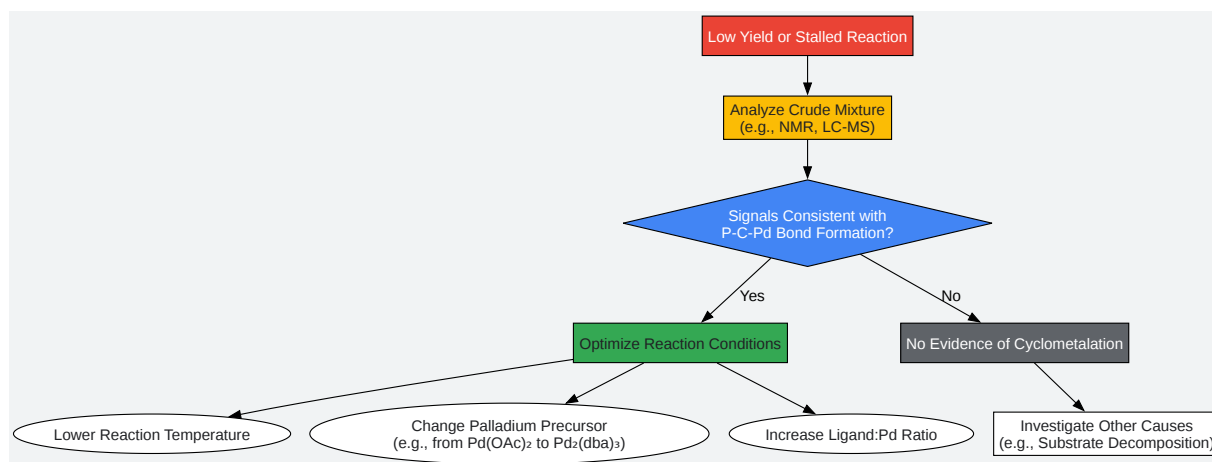 Low Yield or Stalled Reaction
Analyze Crude Mixture
(e.g., NMR, LC-MS)
Signals Consistent with
P-C-Pd Bond Formation?
Yes
No
Optimize Reaction Conditions
No Evidence of Cyclometalation
Lower Reaction Temperature
Change Palladium Precursor
(e.g., from Pd(OAc)₂ to Pd₂(dba)₃)
Increase Ligand:Pd Ratio
Investigate Other Causes
(e.g., Substrate Decomposition)